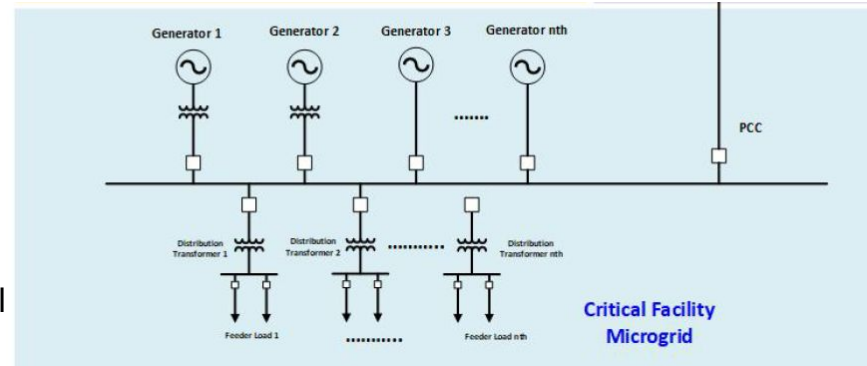 Generator 1
Generator 2
Generator 3
Generator nth
.......
PCC
Distribution
Transformer 1
Distribution
Transformer 2
...........
Distribution
Transformer nth
Feeder Load 1
...........
Feeder Load nth
Critical Facility
Microgrid